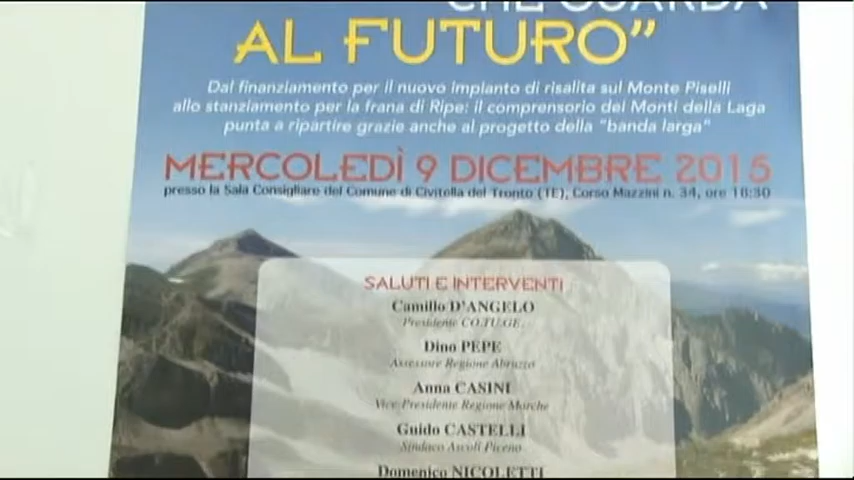 CHE GUARDA
AL FUTURO"
Dal finanziamento per il nuovo impianto di risalita sul Monte Piselli
allo stanziamento per la frana di Ripe: il comprensorio dei Monti della Laga
punta a ripartire grazie anche al progetto della "banda larga"
MERCOLEDÌ 9 DICEMBRE 2015
presso la Sala Consigliare del Comune di Civitella del Tronto (TE), Corso Mazzini n. 34, ore 18:30
SALUTI E INTERVENTI
Camillo D'ANGELO
Presidente CO.TU.GE.
Dino PEPE
Assessore Regione Abruzzo
Anna CASINI
Vice-Presidente Regione Marche
Guido CASTELLI
Sindaco Ascoli Piceno
Domenico NICOLETTI